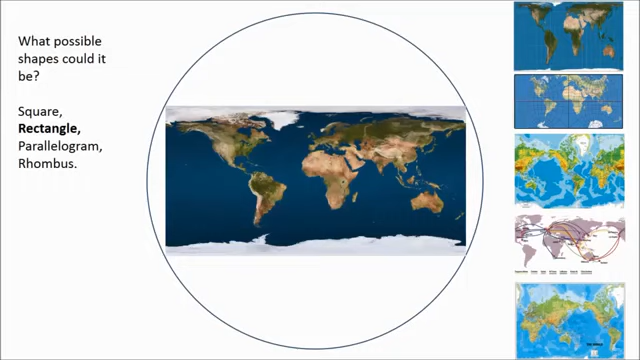 What possible
shapes could it
be?
Square,
Rectangle,
Parallelogram,
Rhombus.